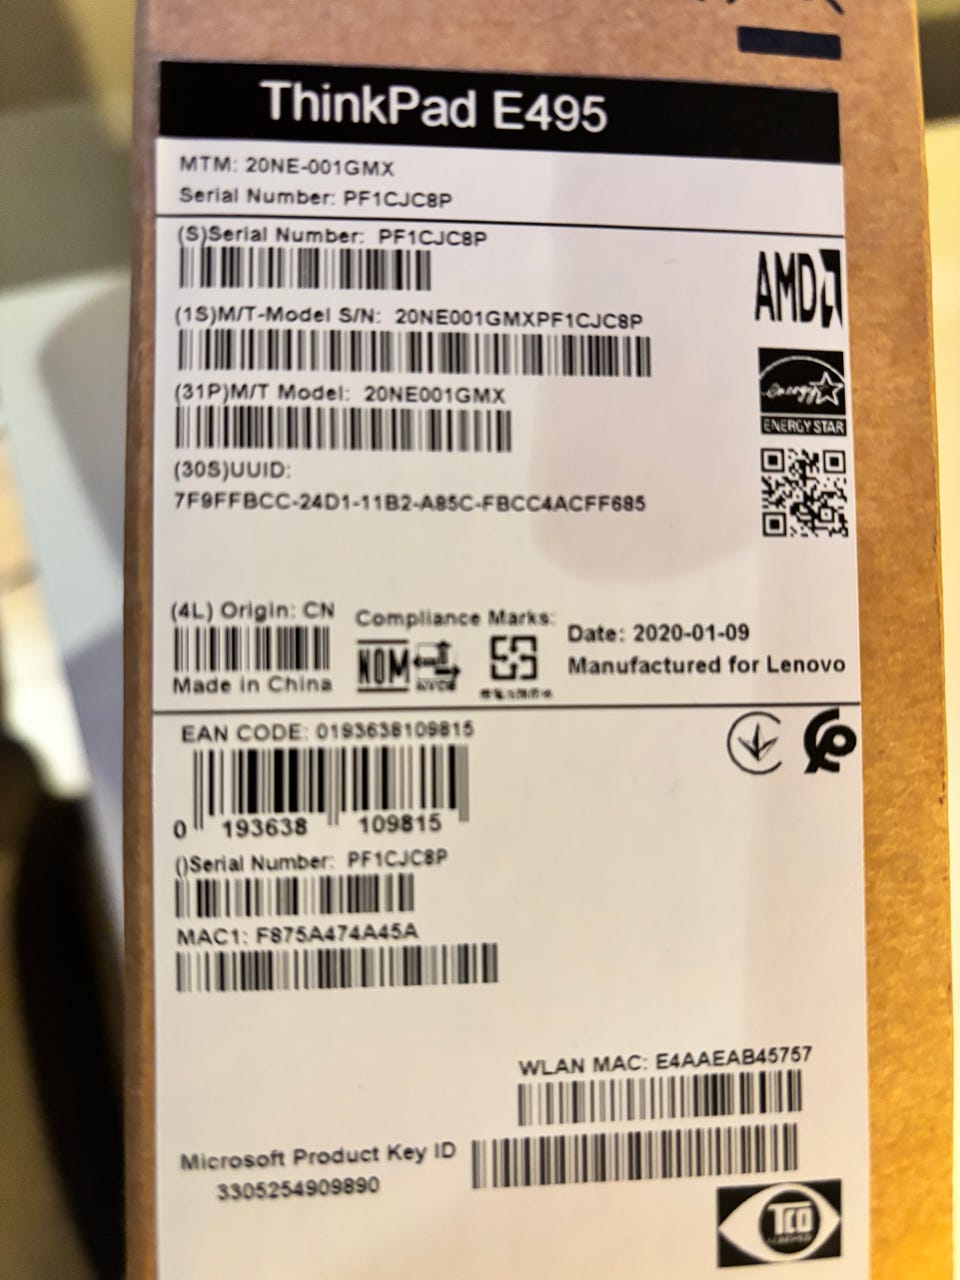 ThinkPad E495
MTM: 20NE-001GMX
Serial Number: PF1CJC8P
(S)Serial Number: PF1CJC8P
AMD
(1S)M/T-Model S/N: 20NE001GMXPF1CJC8P
(31P)M/T Model: 20NE001GMX
energy
ENERGY STAR
(30S)UUID:
7F9FFBCC-24D1-11B2-A85C-FBCC4ACFF685
(4L) Origin: CN
Compliance Marks:
Date: 2020-01-09
NOM
NYCE
Manufactured for Lenovo
Made in China
EAN CODE: 0193638109815
0 193638 109815
()Serial Number: PF1CJC8P
MAC1: F875A474A45A
WLAN MAC: E4AAEAB45757
Microsoft Product Key ID
3305254909890
TCO